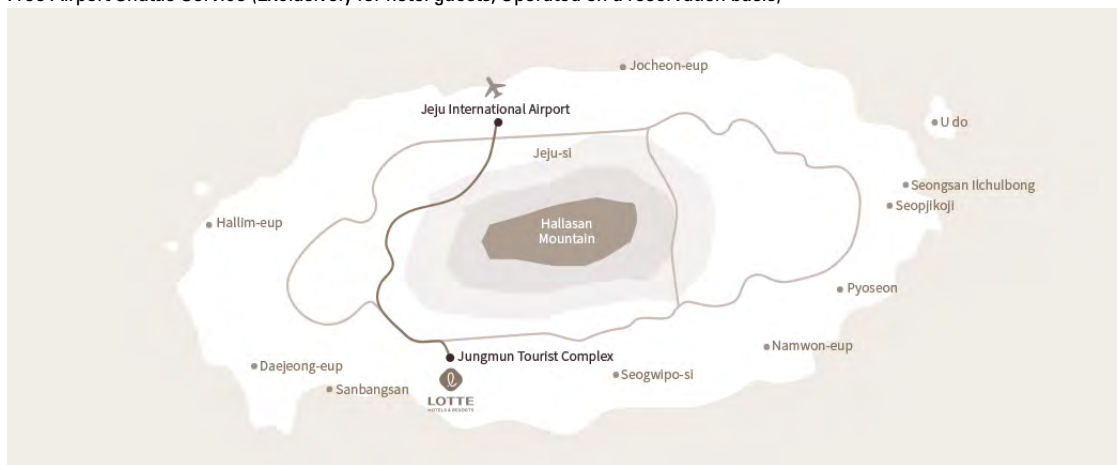 Free Airport Shuttle Service (Exclusively for hotel guests, Operated on a reservation basis)
Jocheon-eup
Jeju International Airport
U do
Jeju-si
Seongsan Ilchulbong
Seopjikoji
Hallim-eup
Hallasan
Mountain
Pyoseon
Namwon-eup
Jungmun Tourist Complex
Daejeong-eup
Seogwipo-si
Sanbangsan
LOTTE
HOTELS & RESORTS